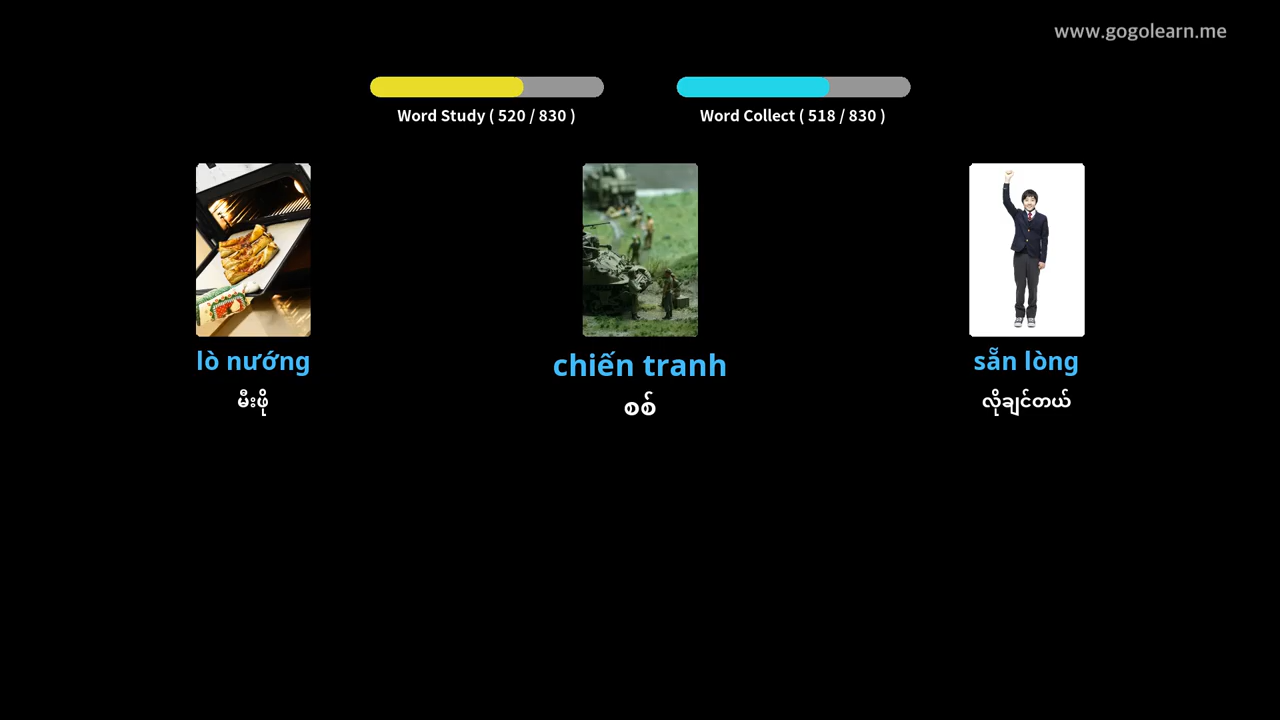 www.gogolearn.me
Word Study ( 520 / 830 )
Word Collect ( 518 / 830 )
lò nướng
မီးဖို
chiến tranh
စစ်
sẵn lòng
လိုချင်တယ်